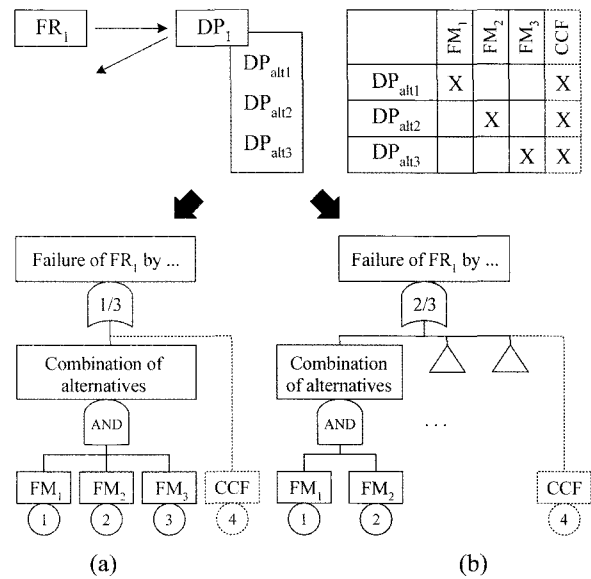 FRᵢ
DP₁
DPₐₗₜ₁
DPₐₗₜ₂
DPₐₗₜ₃
FM₁ FM₂ FM₃ CCF
DPₐₗₜ₁ X X
DPₐₗₜ₂ X X
DPₐₗₜ₃ X X
Failure of FR₁ by ...
1/3
Combination of
alternatives
AND
FM₁ FM₂ FM₃ CCF
1 2 3 4
(a)
Failure of FR₁ by ...
2/3
Combination
of alternatives
AND
. . .
FM₁ FM₂ CCF
1 2 4
(b)